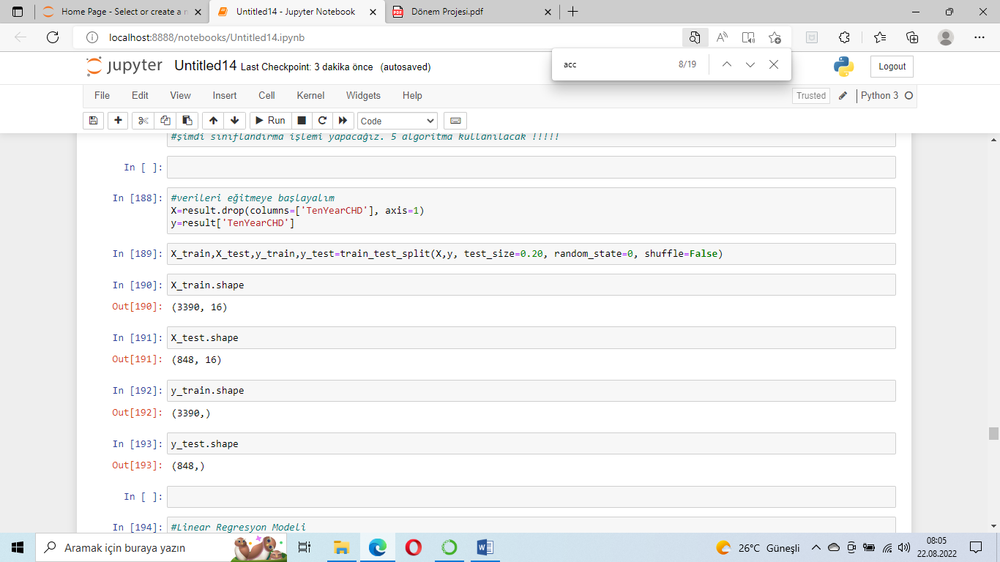 Home Page - Select or create a n
Untitled14 - Jupyter Notebook
PDF
Dönem Projesi.pdf
localhost:8888/notebooks/Untitled14.ipynb
acc
8/19
jupyter
Untitled14 Last Checkpoint: 3 dakika önce (autosaved)
Logout
File Edit View Insert Cell Kernel Widgets Help
Trusted
Python 3
Run
Code
#şimdi sınıflandırma işlemi yapacağız. 5 algoritma kullanılacak !!!!!
In [ ]:
In [188]: #verileri eğitmeye başlayalım
X=result.drop(columns=['TenYearCHD'], axis=1)
y=result['TenYearCHD']
In [189]: X_train,X_test,y_train,y_test=train_test_split(X,y, test_size=0.20, random_state=0, shuffle=False)
In [190]: X_train.shape
Out[190]: (3390, 16)
In [191]: X_test.shape
Out[191]: (848, 16)
In [192]: y_train.shape
Out[192]: (3390,)
In [193]: y_test.shape
Out[193]: (848,)
In [ ]:
In [194]: #Linear Regresyon Modeli
Aramak için buraya yazın
26°C Güneşli
08:05
22.08.2022